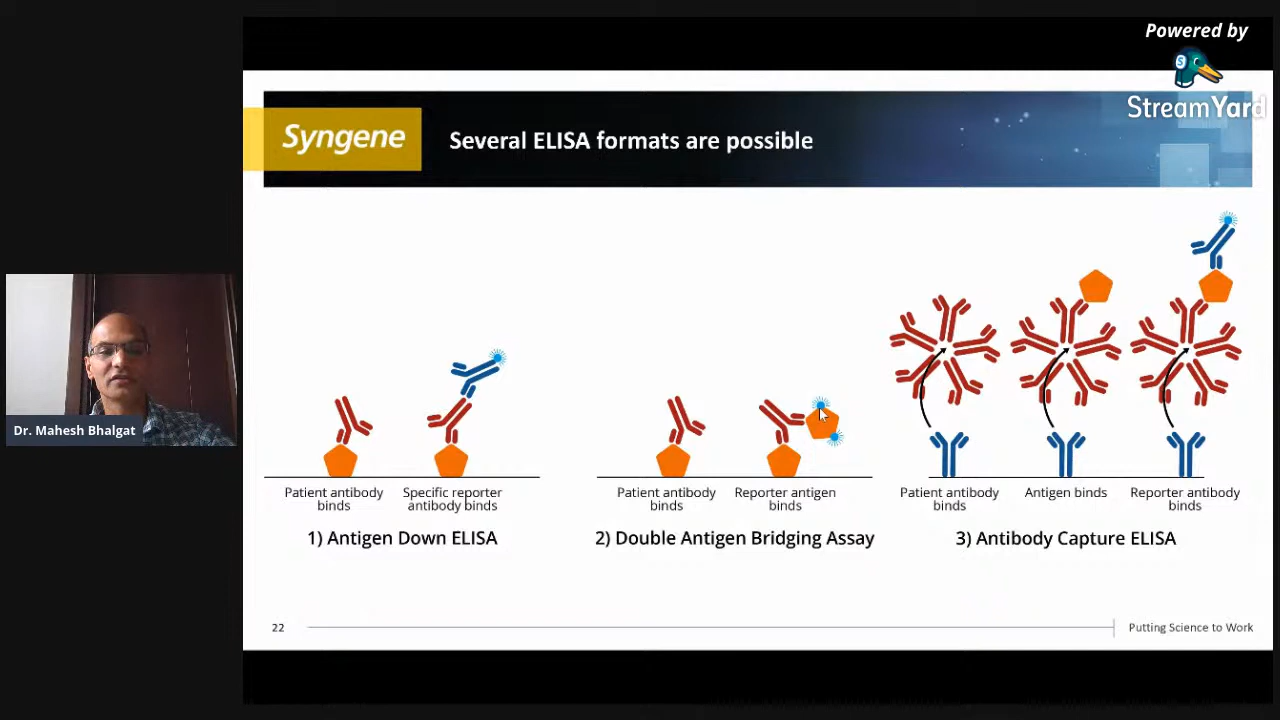 Powered by
StreamYard
Syngene
Several ELISA formats are possible
Dr. Mahesh Bhalgat
Patient antibody
binds
Specific reporter
antibody binds
1) Antigen Down ELISA
Patient antibody
binds
Reporter antigen
binds
2) Double Antigen Bridging Assay
Patient antibody
binds
Antigen binds
Reporter antibody
binds
3) Antibody Capture ELISA
22
Putting Science to Work